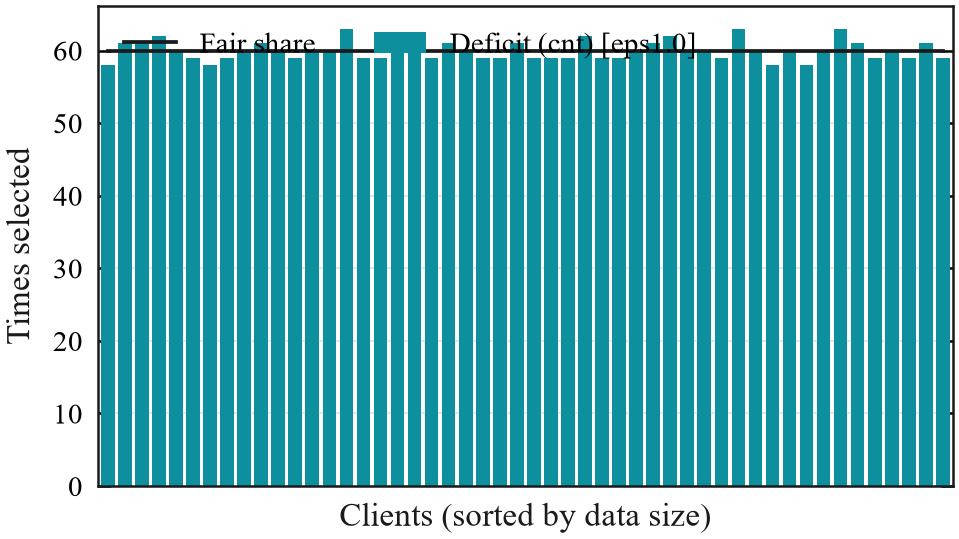 Fair share
Deficit (cnt) [eps1.0]
60
50
40
30
20
10
0
Times selected
Clients (sorted by data size)